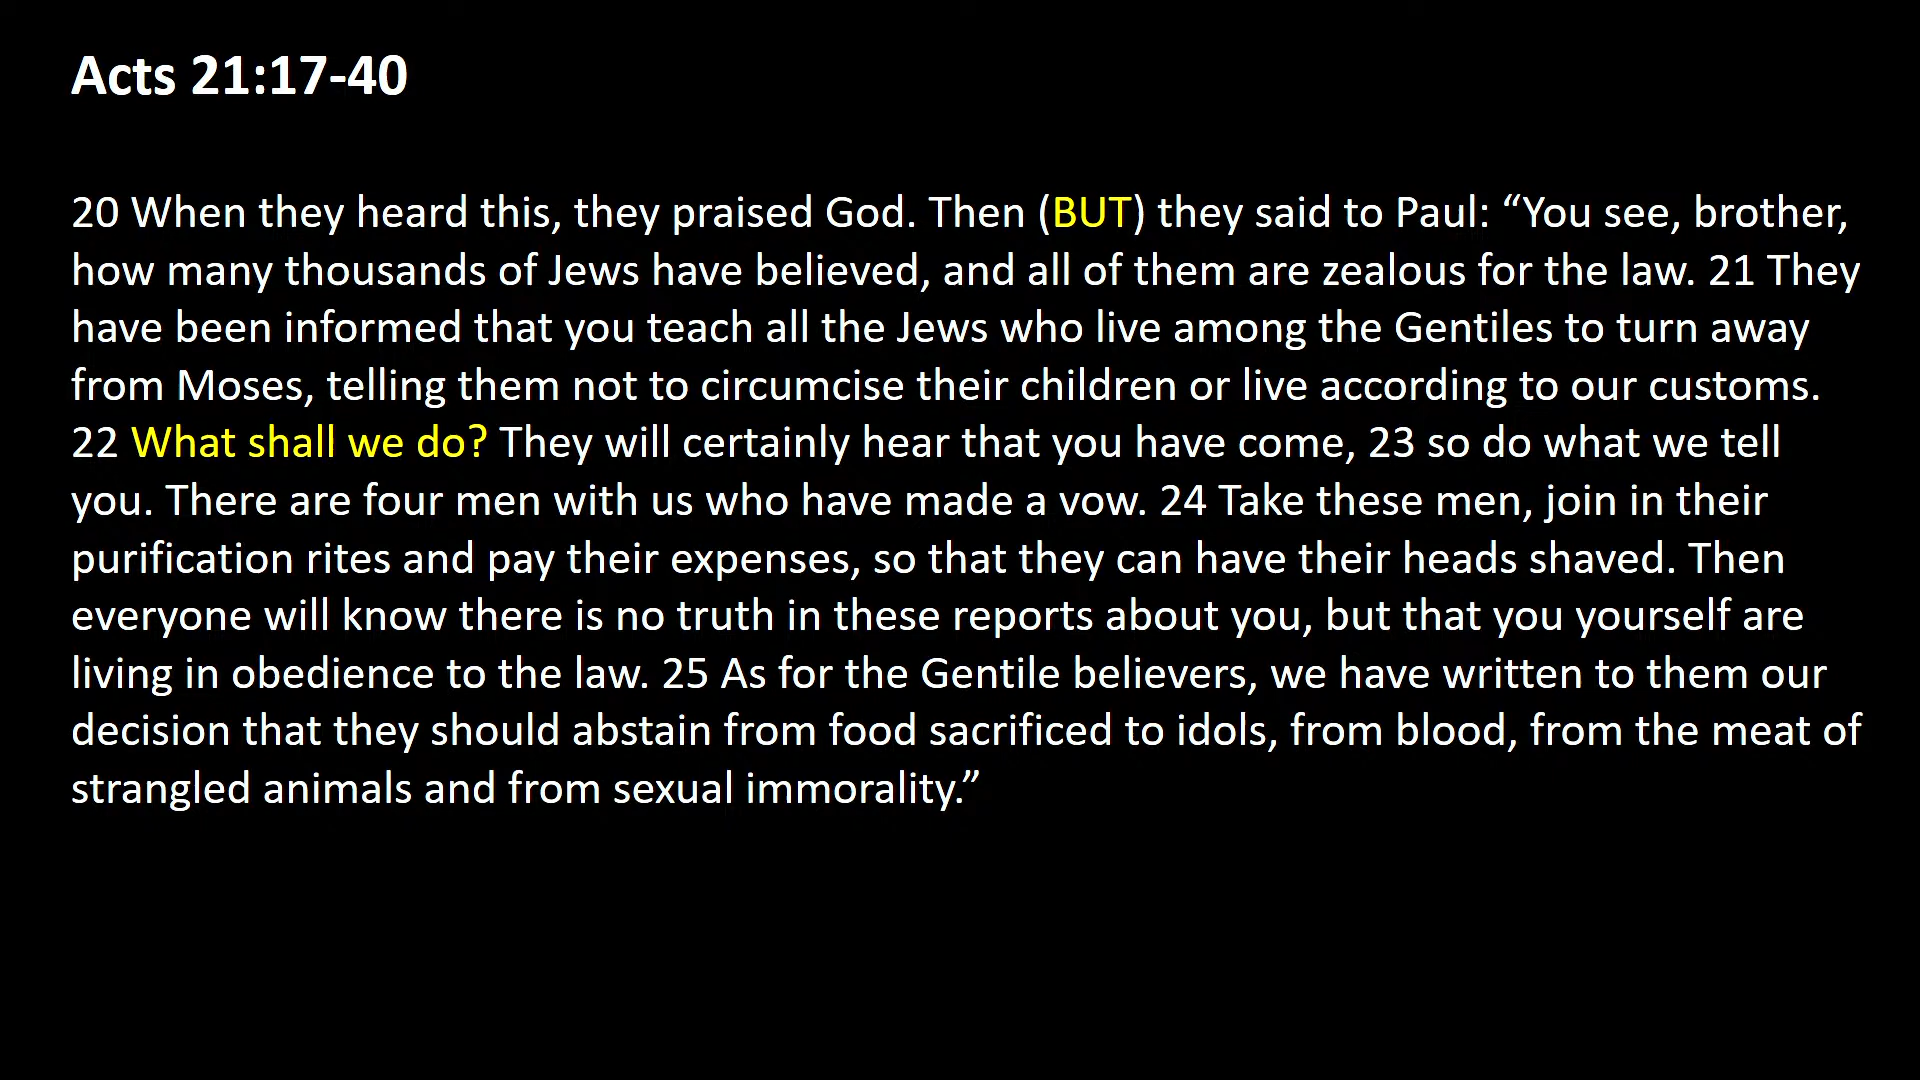 Acts 21:17-40
20 When they heard this, they praised God. Then (BUT) they said to Paul: “You see, brother,
how many thousands of Jews have believed, and all of them are zealous for the law. 21 They
have been informed that you teach all the Jews who live among the Gentiles to turn away
from Moses, telling them not to circumcise their children or live according to our customs.
22 What shall we do? They will certainly hear that you have come, 23 so do what we tell
you. There are four men with us who have made a vow. 24 Take these men, join in their
purification rites and pay their expenses, so that they can have their heads shaved. Then
everyone will know there is no truth in these reports about you, but that you yourself are
living in obedience to the law. 25 As for the Gentile believers, we have written to them our
decision that they should abstain from food sacrificed to idols, from blood, from the meat of
strangled animals and from sexual immorality.”